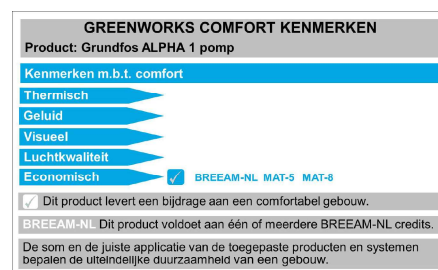 GREENWORKS COMFORT KENMERKEN
Product: Grundfos ALPHA 1 pomp
Kenmerken m.b.t. comfort
Thermisch
Geluid
Visueel
Luchtkwaliteit
Economisch BREEAM-NL MAT-5 MAT-8
Dit product levert een bijdrage aan een comfortabel gebouw.
BREEAM-NL Dit product voldoet aan één of meerdere BREEAM-NL credits.
De som en de juiste applicatie van de toegepaste producten en systemen
bepalen de uiteindelijke duurzaamheid van een gebouw.